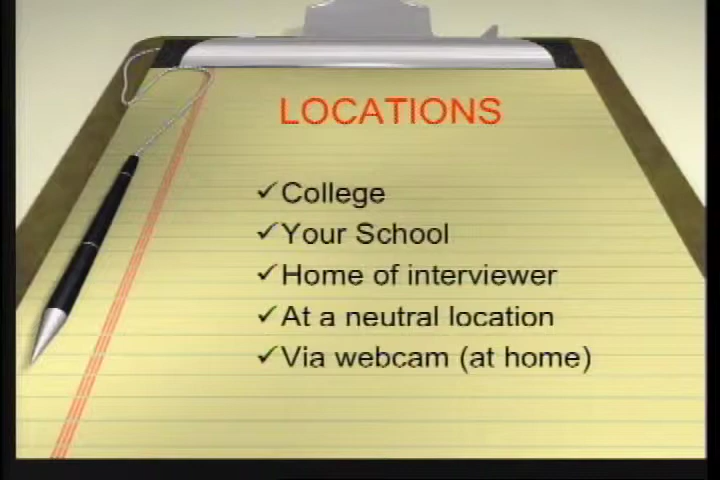 LOCATIONS
✓College
✓Your School
✓Home of interviewer
✓At a neutral location
✓Via webcam (at home)